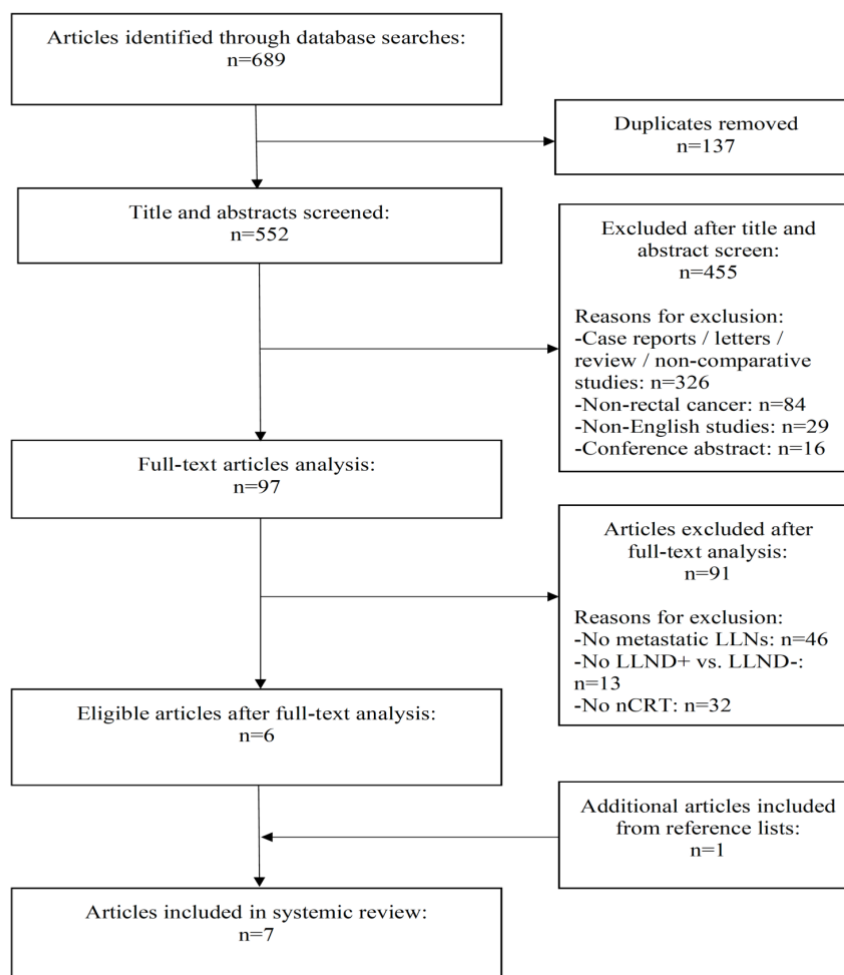 Articles identified through database searches:
n=689
Duplicates removed
n=137
Title and abstracts screened:
n=552
Excluded after title and
abstract screen:
n=455
Reasons for exclusion:
-Case reports / letters /
review / non-comparative
studies: n=326
-Non-rectal cancer: n=84
-Non-English studies: n=29
-Conference abstract: n=16
Full-text articles analysis:
n=97
Articles excluded after
full-text analysis:
n=91
Reasons for exclusion:
-No metastatic LLNs: n=46
-No LLND+ vs. LLND-:
n=13
-No nCRT: n=32
Eligible articles after full-text analysis:
n=6
Additional articles included
from reference lists:
n=1
Articles included in systemic review:
n=7